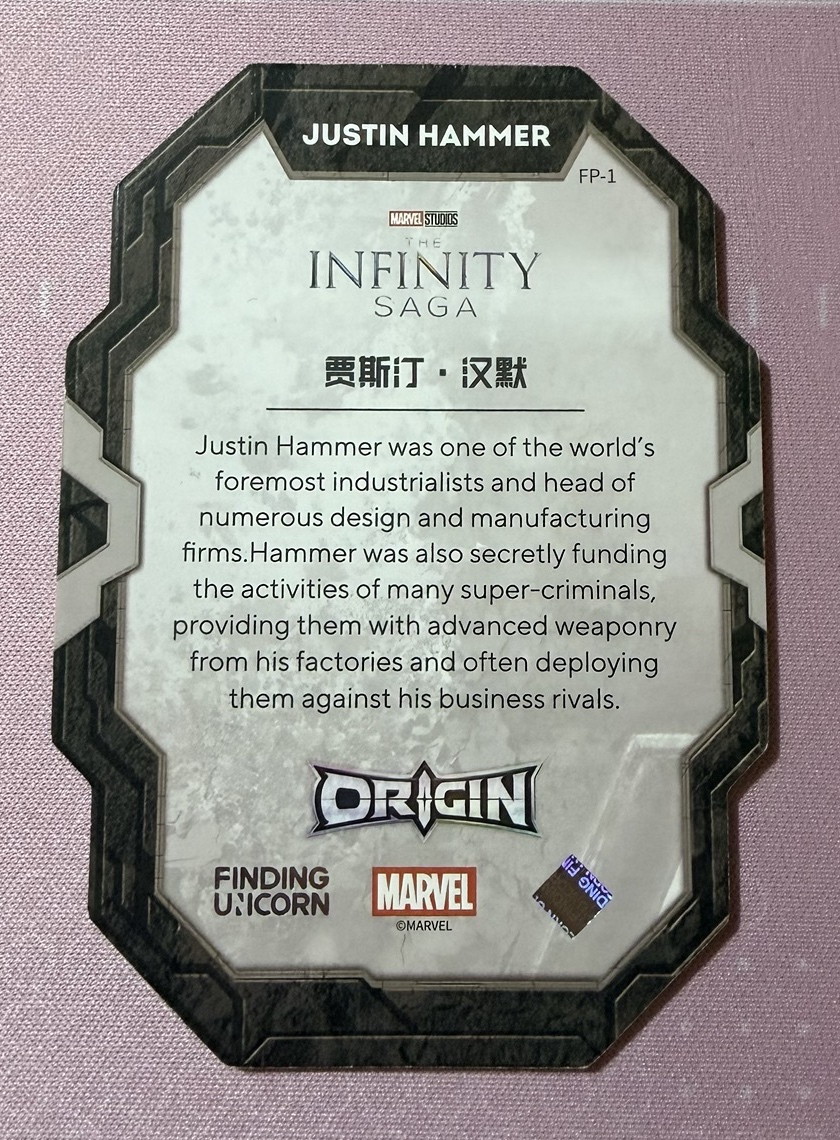 JUSTIN HAMMER
FP-1
MARVEL STUDIOS
THE
INFINITY
SAGA
贾斯汀·汉默
Justin Hammer was one of the world's
foremost industrialists and head of
numerous design and manufacturing
firms.Hammer was also secretly funding
the activities of many super-criminals,
providing them with advanced weaponry
from his factories and often deploying
them against his business rivals.
ORIGIN
FINDING
UNICORN
MARVEL
©MARVEL
DING FI